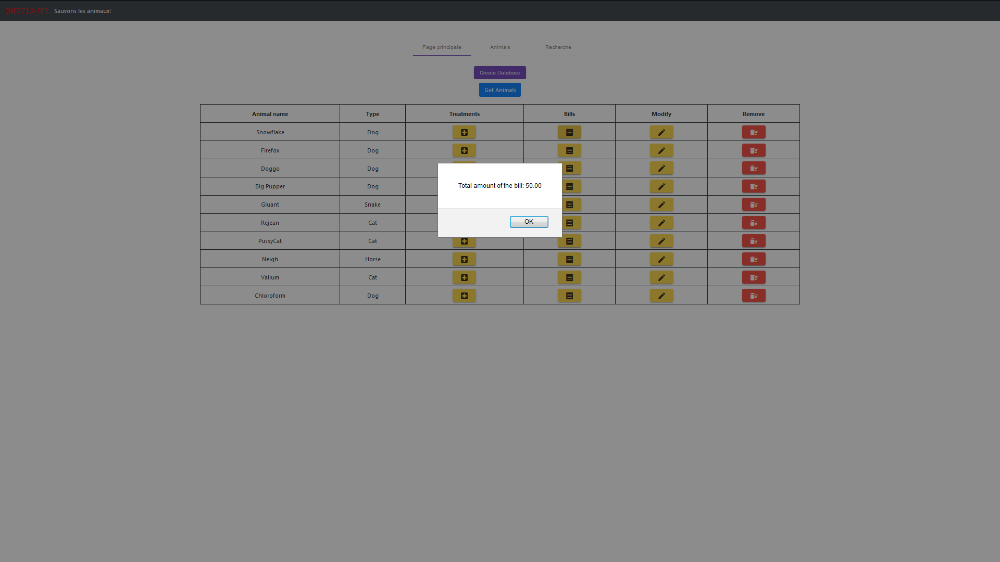 INF3710-TP5 Sauvons les animaux!
Page principale Animals Recherche
Create Database
Get Animals
Animal name Type Treatments Bills Modify Remove
Snowflake Dog
Firefox Dog
Doggo Dog
Big Pupper Dog
Gluant Snake
Rejean Cat
PussyCat Cat
Neigh Horse
Valium Cat
Chloroform Dog
Total amount of the bill: 50.00
OK